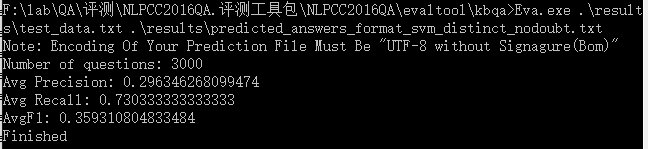 F:\lab\QA\评测\NLPCC2016QA.评测工具包\NLPCC2016QA\evaltool\kbqa>Eva.exe .\result
s\test_data.txt .\results\predicted_answers_format_svm_distinct_nodoubt.txt
Note: Encoding Of Your Prediction File Must Be "UTF-8 without Signagure(Bom)"
Number of questions: 3000
Avg Precision: 0.296346268099474
Avg Recall: 0.730333333333333
AvgF1: 0.359310804833484
Finished